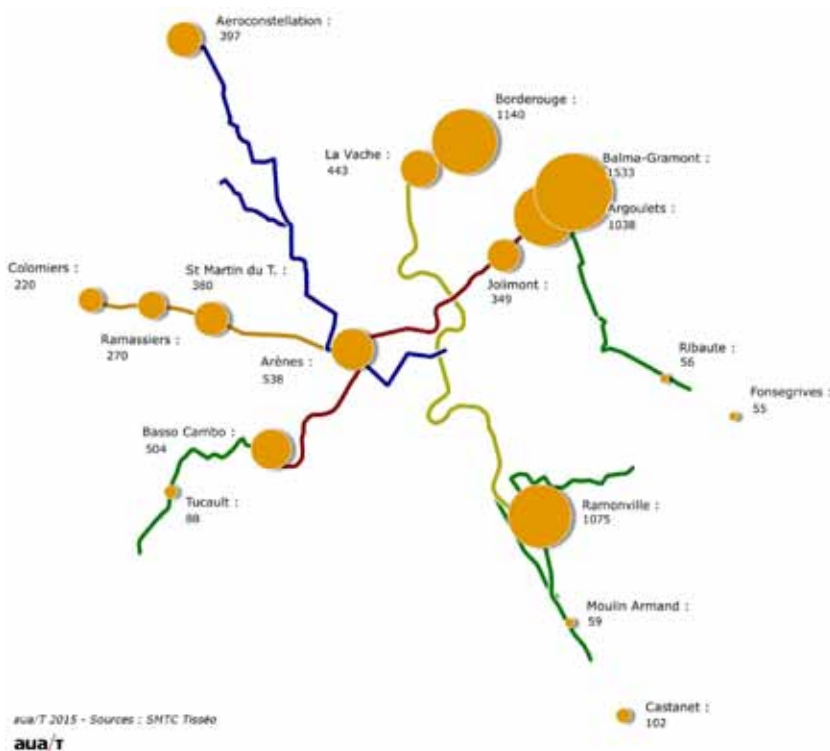 Aeroconstellation :
397
Borderouge :
1140
La Vache :
443
Balma-Gramont :
1533
Argoulets :
1038
Colomiers :
220
St Martin du T. :
380
Jolimont :
349
Ramassiers :
270
Arènes :
538
Ribaute :
56
Fonsegrives :
55
Basso Cambo :
504
Tucault :
88
Ramonville :
1075
Moulin Armand :
59
Castanet :
102
aua/T 2015 - Sources : SMTC Tisséo
aua/T